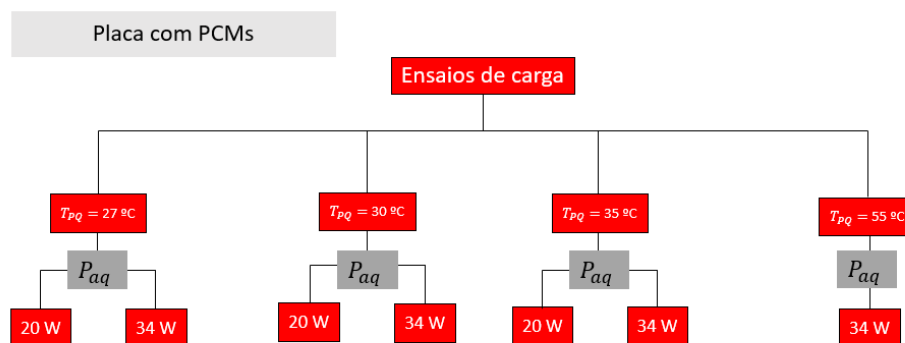 Placa com PCMs
Ensaios de carga
T_PQ = 27 ºC
T_PQ = 30 ºC
T_PQ = 35 ºC
T_PQ = 55 ºC
P_aq
P_aq
P_aq
P_aq
20 W
34 W
20 W
34 W
20 W
34 W
34 W